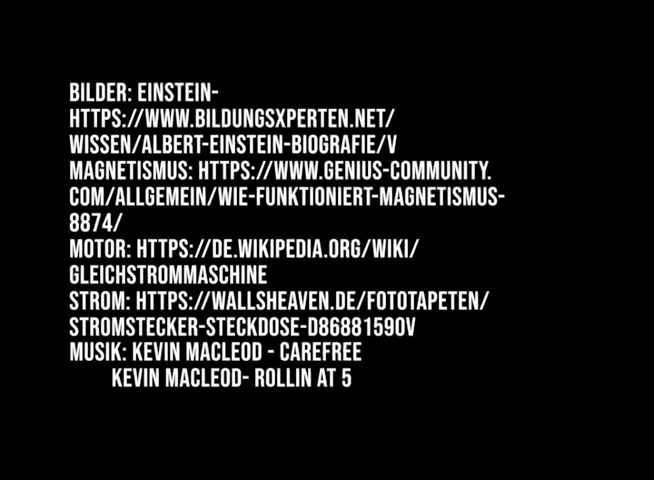 BILDER: EINSTEIN-
HTTPS://WWW.BILDUNGSXPERTEN.NET/
WISSEN/ALBERT-EINSTEIN-BIOGRAFIE/V
MAGNETISMUS: HTTPS://WWW.GENIUS-COMMUNITY.
COM/ALLGEMEIN/WIE-FUNKTIONIERT-MAGNETISMUS-
8874/
MOTOR: HTTPS://DE.WIKIPEDIA.ORG/WIKI/
GLEICHSTROMMASCHINE
STROM: HTTPS://WALLSHEAVEN.DE/FOTOTAPETEN/
STROMSTECKER-STECKDOSE-D86881590V
MUSIK: KEVIN MACLEOD - CAREFREE
KEVIN MACLEOD- ROLLIN AT 5